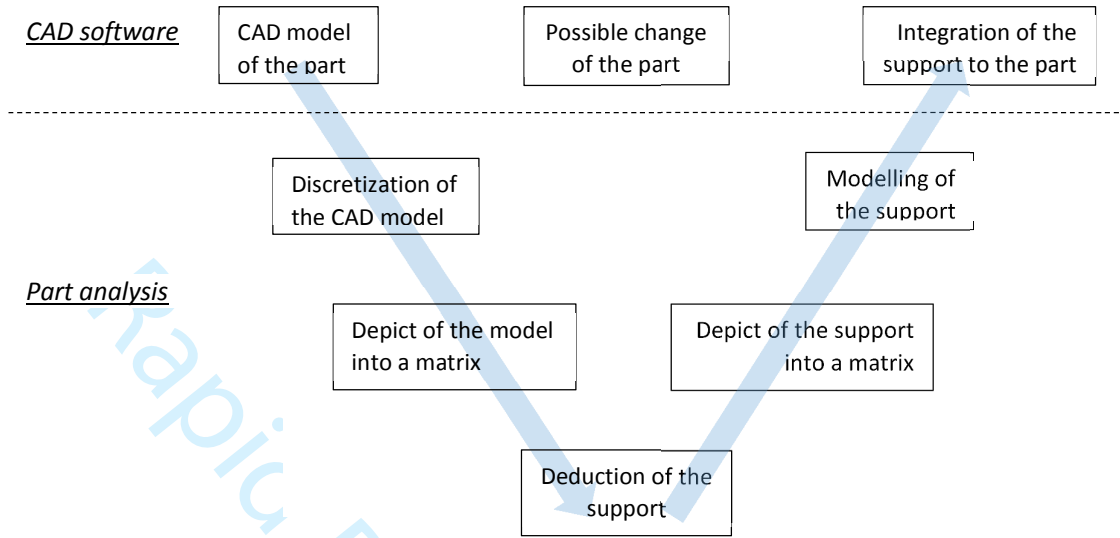 CAD software
CAD model
of the part
Possible change
of the part
Integration of the
support to the part
Discretization of
the CAD model
Modelling of
the support
Part analysis
Depict of the model
into a matrix
Depict of the support
into a matrix
Rapid
Deduction of the
support